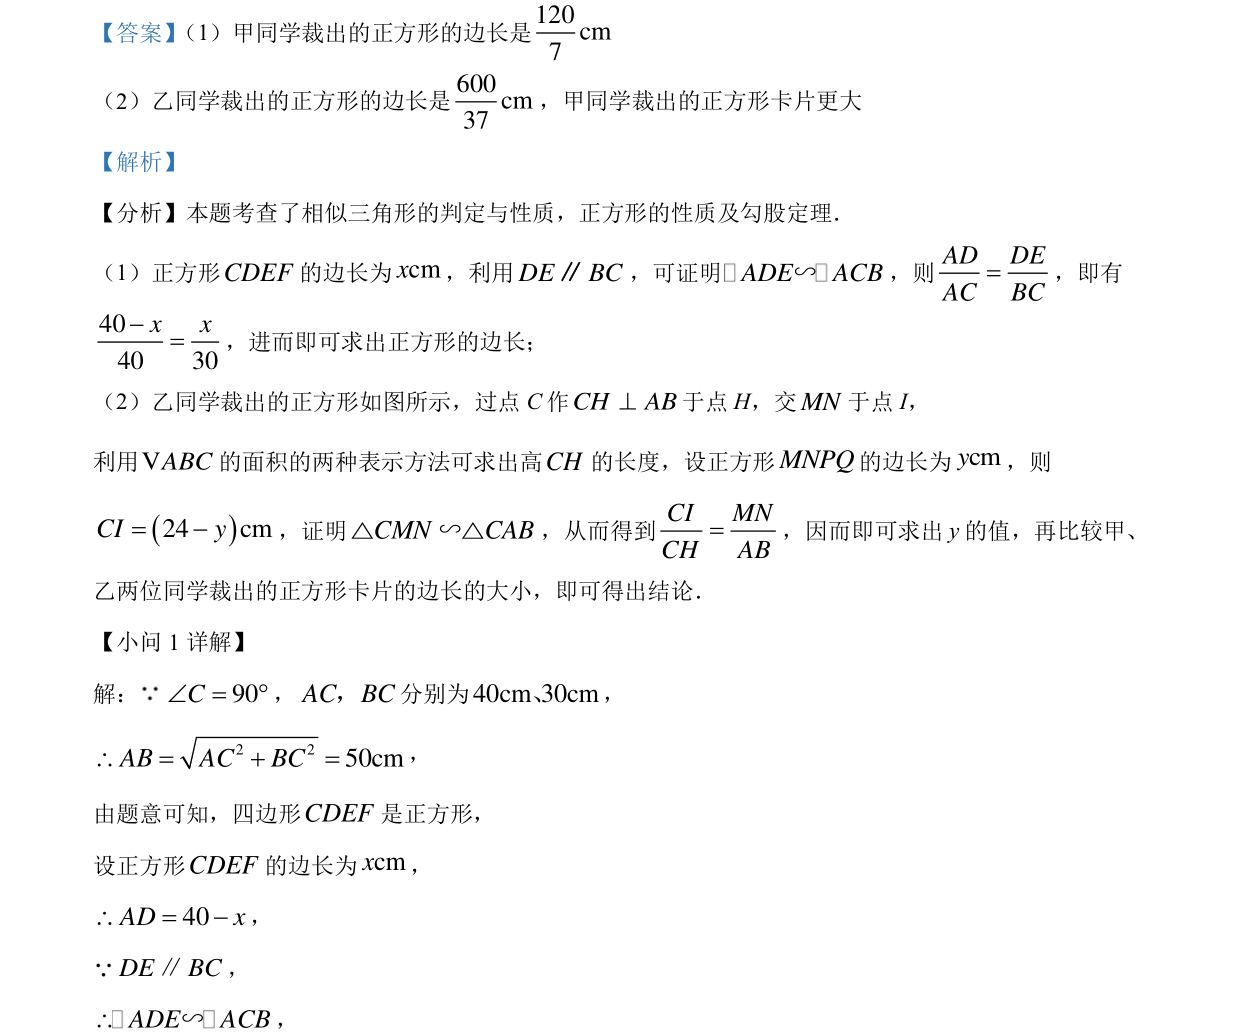 【答案】（1）甲同学裁出的正方形的边长是$\frac{120}{7}$cm
（2）乙同学裁出的正方形的边长是$\frac{600}{37}$cm，甲同学裁出的正方形卡片更大
【解析】
【分析】本题考查了相似三角形的判定与性质，正方形的性质及勾股定理．
（1）正方形CDEF 的边长为xcm，利用DE∥BC，可证明□ADE∽□ACB，则$\frac{AD}{AC}=\frac{DE}{BC}$，即有
$\frac{40-x}{40}=\frac{x}{30}$，进而即可求出正方形的边长；
（2）乙同学裁出的正方形如图所示，过点 C作CH⊥AB于点 H，交MN于点 I，
利用VABC 的面积的两种表示方法可求出高CH 的长度，设正方形MNPQ的边长为ycm，则
CI=(24−y)cm，证明△CMN∽△CAB，从而得到$\frac{CI}{CH}=\frac{MN}{AB}$，因而即可求出 y 的值，再比较甲、
乙两位同学裁出的正方形卡片的边长的大小，即可得出结论．
【小问 1 详解】
解：∵∠C=90°，AC，BC分别为40cm、30cm，
∴AB=$\sqrt{AC^2+BC^2}$=50cm，
由题意可知，四边形CDEF 是正方形，
设正方形CDEF 的边长为xcm，
∴AD=40−x，
∵DE∥BC，
∴□ADE∽□ACB，